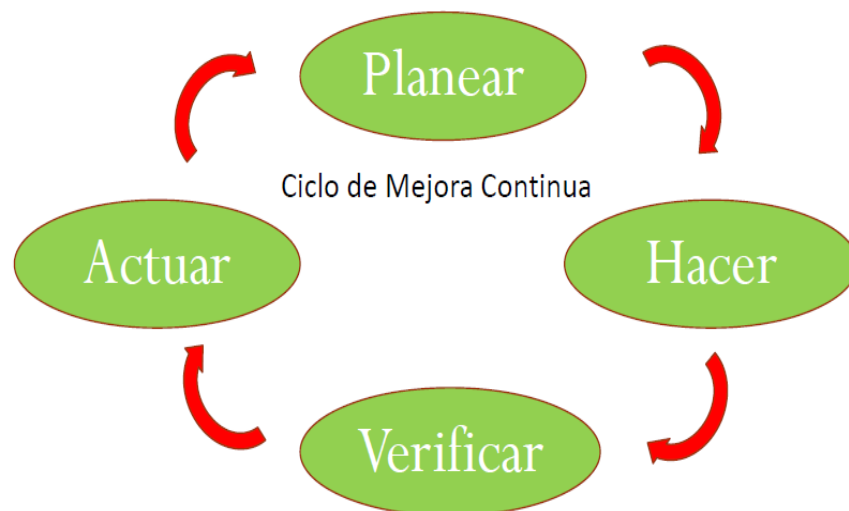 Planear
Ciclo de Mejora Continua
Actuar
Hacer
Verificar